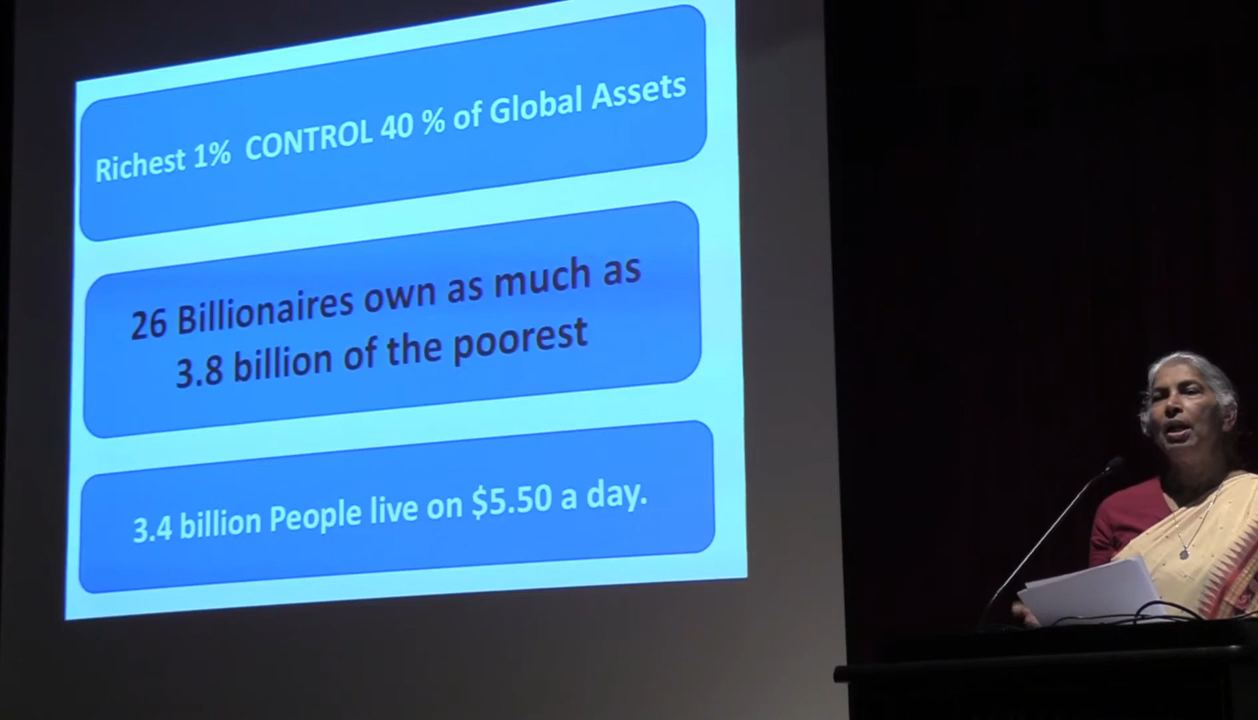 Richest 1% CONTROL 40 % of Global Assets
26 Billionaires own as much as
3.8 billion of the poorest
3.4 billion People live on $5.50 a day.